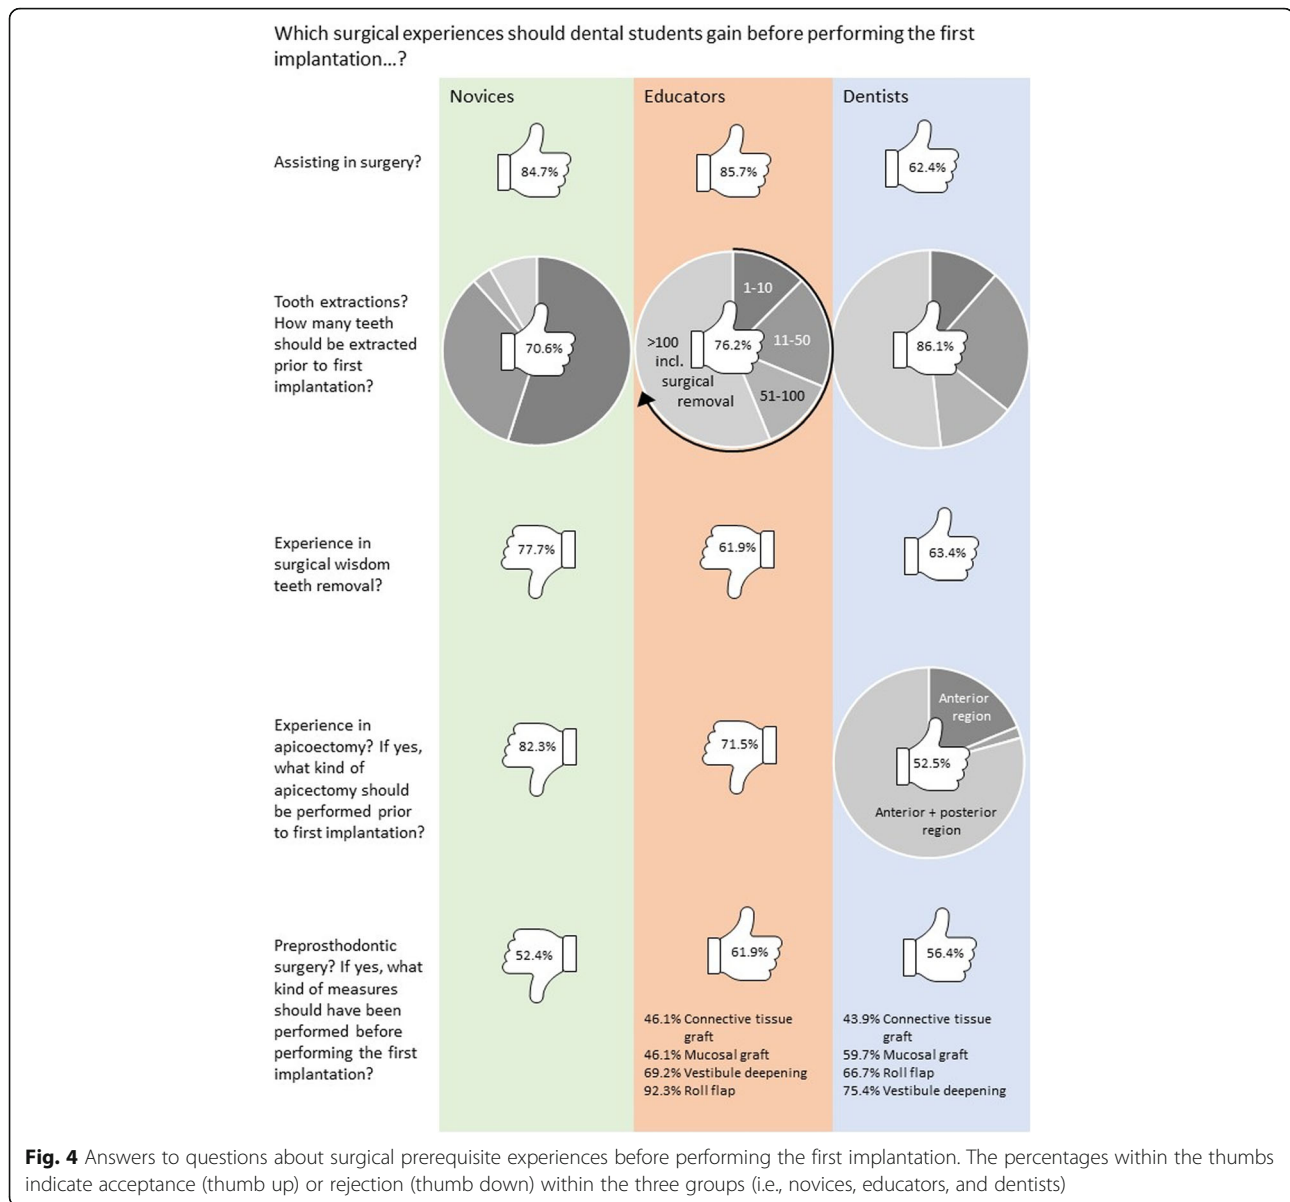 Which surgical experiences should dental students gain before performing the first
implantation...?
Novices
Educators
Dentists
Assisting in surgery?
84.7%
85.7%
62.4%
Tooth extractions?
How many teeth
should be extracted
prior to first
implantation?
70.6%
1-10
11-50
51-100
>100
incl.
surgical
removal
76.2%
86.1%
Experience in
surgical wisdom
teeth removal?
77.7%
61.9%
63.4%
Experience in
apicoectomy? If yes,
what kind of
apicectomy should
be performed prior
to first implantation?
82.3%
71.5%
Anterior
region
52.5%
Anterior + posterior
region
Preprosthodontic
surgery? If yes, what
kind of measures
should have been
performed before
performing the first
implantation?
52.4%
61.9%
46.1% Connective tissue
graft
46.1% Mucosal graft
69.2% Vestibule deepening
92.3% Roll flap
56.4%
43.9% Connective tissue
graft
59.7% Mucosal graft
66.7% Roll flap
75.4% Vestibule deepening
Fig. 4 Answers to questions about surgical prerequisite experiences before performing the first implantation. The percentages within the thumbs
indicate acceptance (thumb up) or rejection (thumb down) within the three groups (i.e., novices, educators, and dentists)